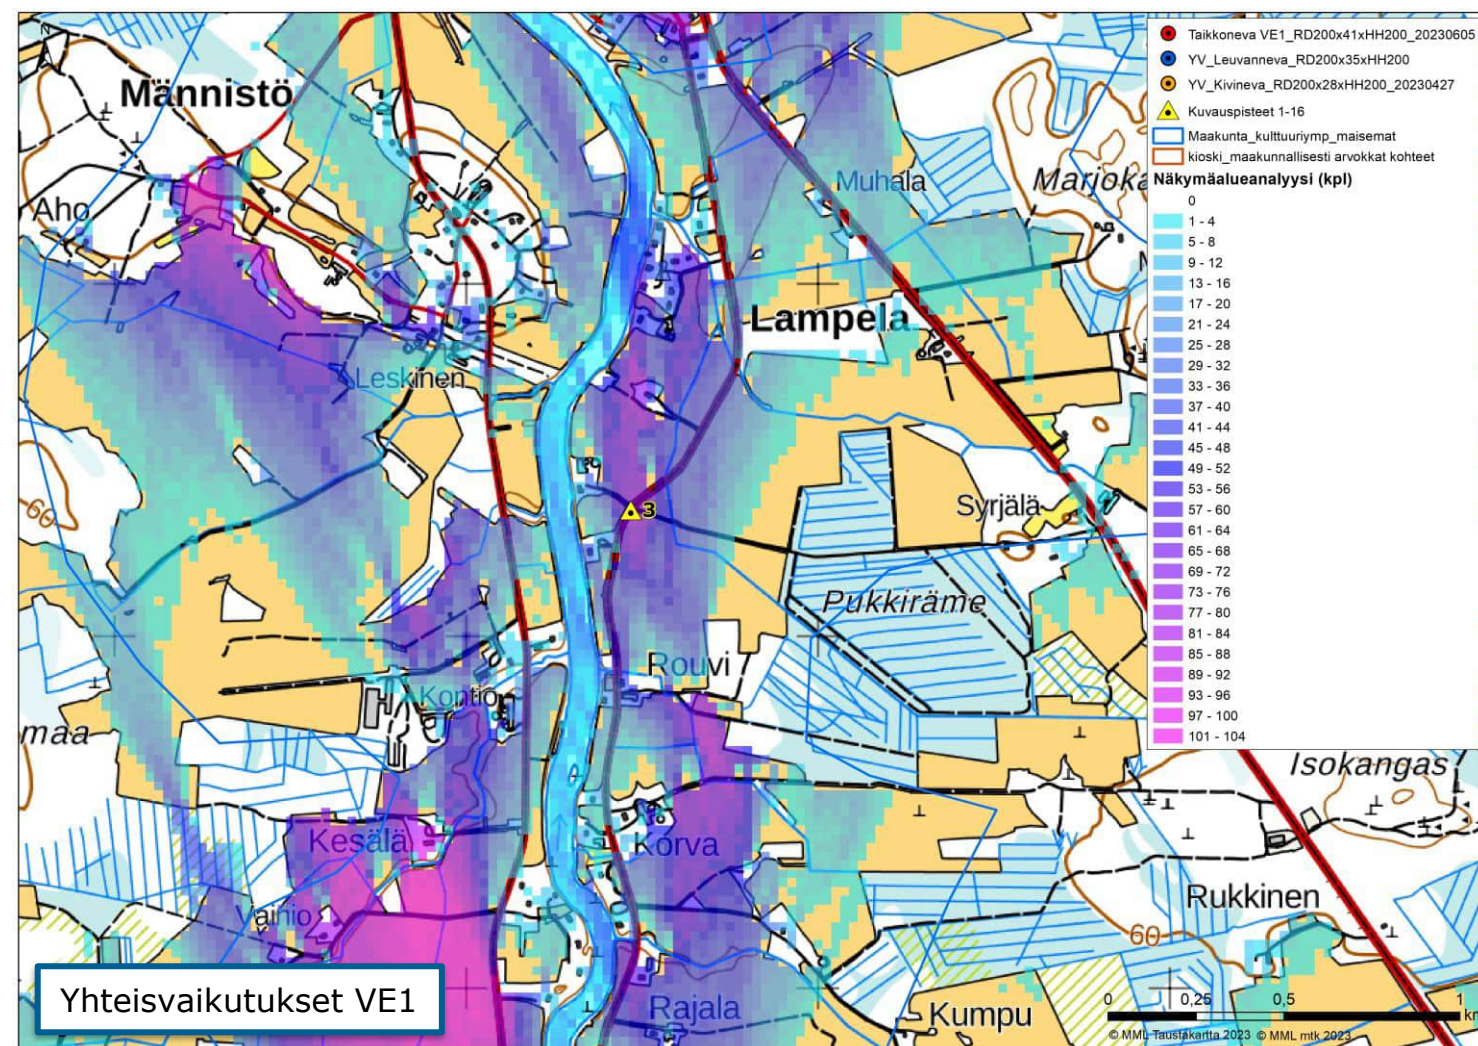 Taikkoneva VE1_RD200x41xHH200_20230605
YV_Leuvanneva_RD200x35xHH200
YV_Kivineva_RD200x28xHH200_20230427
Kuvauspisteet 1-16
Maakunta_kulttuuriymp_maisemat
kioski_maakunnallisesti arvokkat kohteet
Näkymäalueanalyysi (kpl)
0
1 - 4
5 - 8
9 - 12
13 - 16
17 - 20
21 - 24
25 - 28
29 - 32
33 - 36
37 - 40
41 - 44
45 - 48
49 - 52
53 - 56
57 - 60
61 - 64
65 - 68
69 - 72
73 - 76
77 - 80
81 - 84
85 - 88
89 - 92
93 - 96
97 - 100
101 - 104
Männistö
Muhala
Marioka
Aho
Lampela
Leskinen
60
3
Syrjälä
Pukkiräme
Rouvi
Kontio
maa
Isokangas
Kesälä
Korva
Rukkinen
Vainio
60
Rajala
Kumpu
Yhteisvaikutukset VE1
0 0,25 0,5 1
km
© MML Taustakartta 2023 © MML mtk 2023